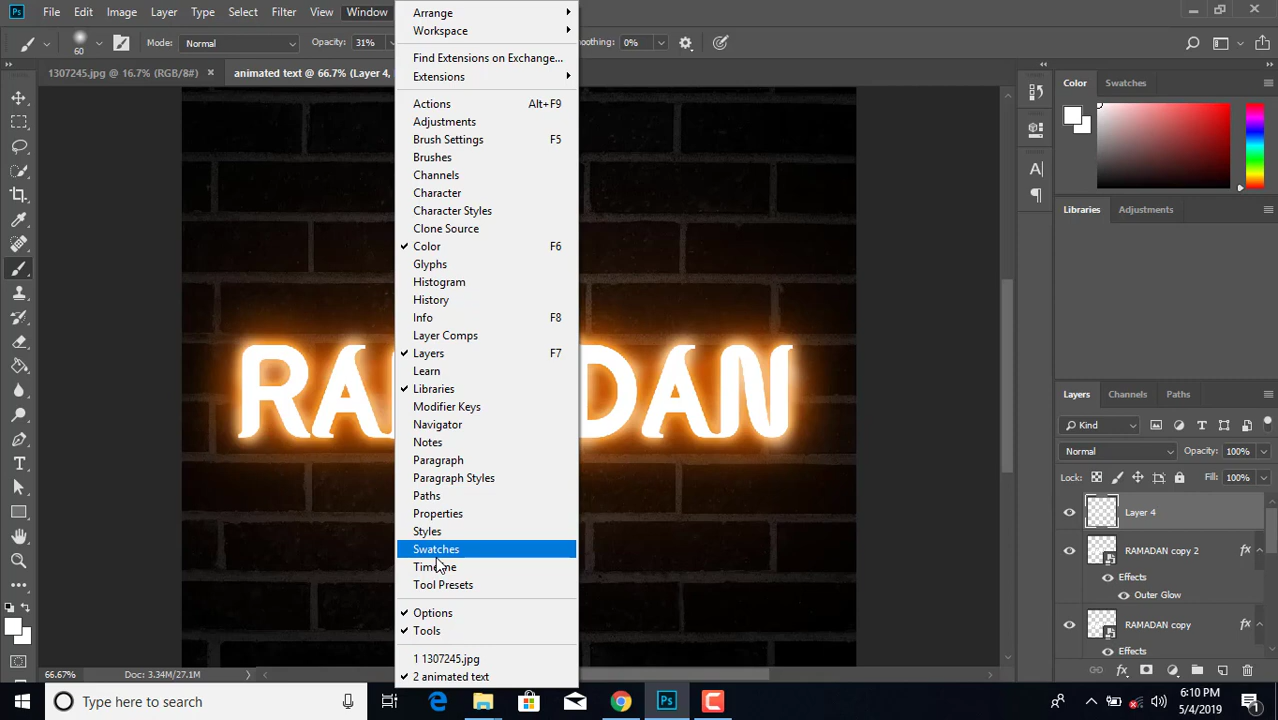 Ps File Edit Image Layer Type Select Filter View Window
60 Mode: Normal Opacity: 31% Smoothing: 0%
1307245.jpg @ 16.7% (RGB/8#) × animated text @ 66.7% (Layer 4,
Arrange
Workspace
Find Extensions on Exchange...
Extensions
Actions Alt+F9
Adjustments
Brush Settings F5
Brushes
Channels
Character
Character Styles
Clone Source
Color F6
Glyphs
Histogram
History
Info F8
Layer Comps
Layers F7
Learn
Libraries
Modifier Keys
Navigator
Notes
Paragraph
Paragraph Styles
Paths
Properties
Styles
Swatches
Timeline
Tool Presets
Options
Tools
1 1307245.jpg
2 animated text
RA DAN
Color Swatches
Libraries Adjustments
Layers Channels Paths
Kind
Normal Opacity: 100%
Lock: Fill: 100%
Layer 4
RAMADAN copy 2 fx
Effects
Outer Glow
RAMADAN copy fx
Effects
66.67% Doc: 3.34M/27.1M
Type here to search
6:10 PM
5/4/2019